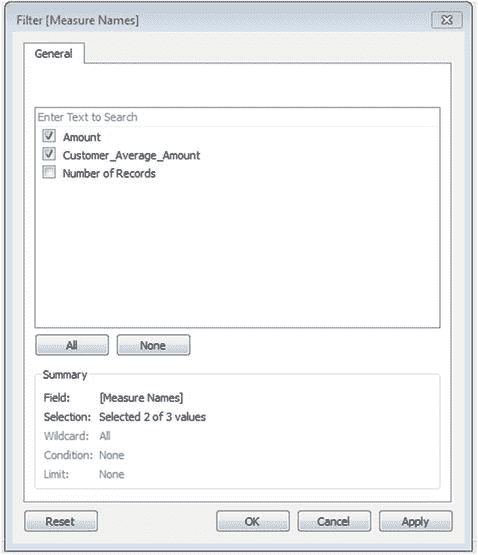 Filter [Measure Names]
General
Enter Text to Search
Amount
Customer_Average_Amount
Number of Records
All None
Summary
Field: [Measure Names]
Selection: Selected 2 of 3 values
Wildcard: All
Condition: None
Limit: None
Reset OK Cancel Apply